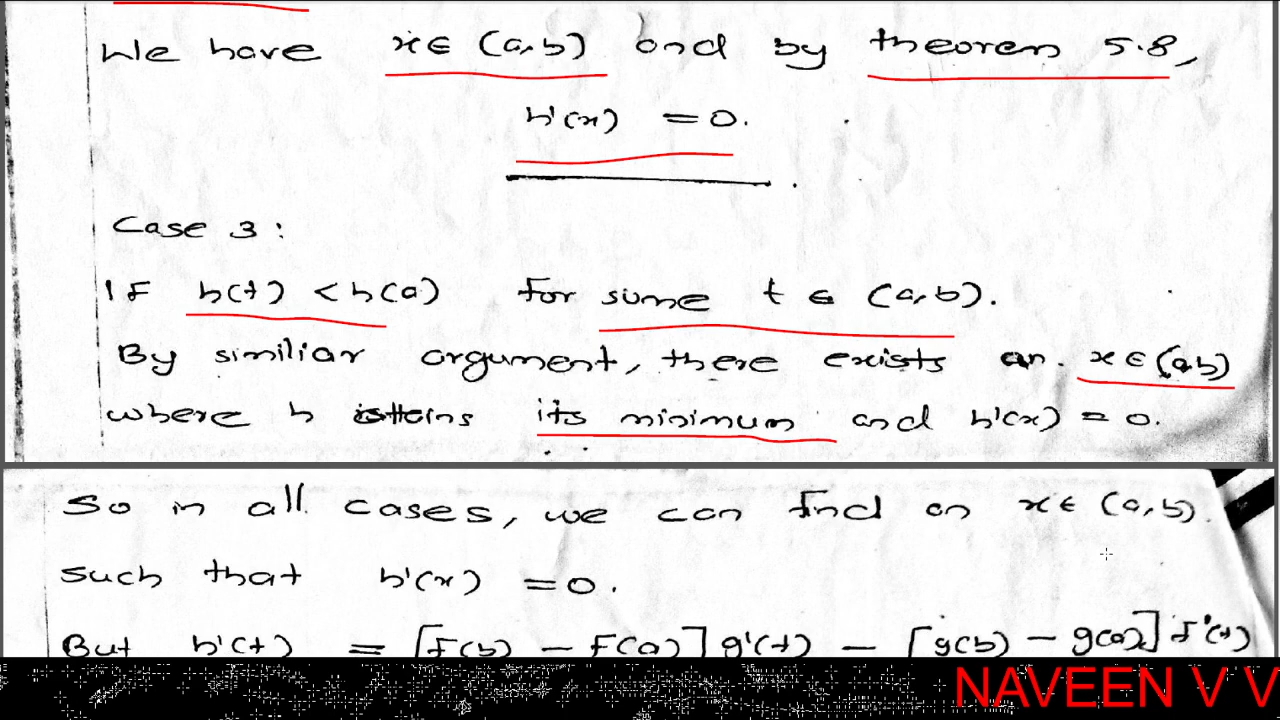 We have x ∈ (a,b) and by theorem 5.8,
h'(x) = 0.
Case 3 :
If h(t) < h(a) for some t ∈ (a,b).
By similiar argument, there exists an x ∈ (a,b)
where h its minimum and h'(x) = 0.
So in all cases, we can find an x ∈ (a,b).
such that h'(x) = 0.
But h'(t) = [f(b) - f(a)] g'(t) - [g(b) - g(a)] f'(t)
NAVEEN V V